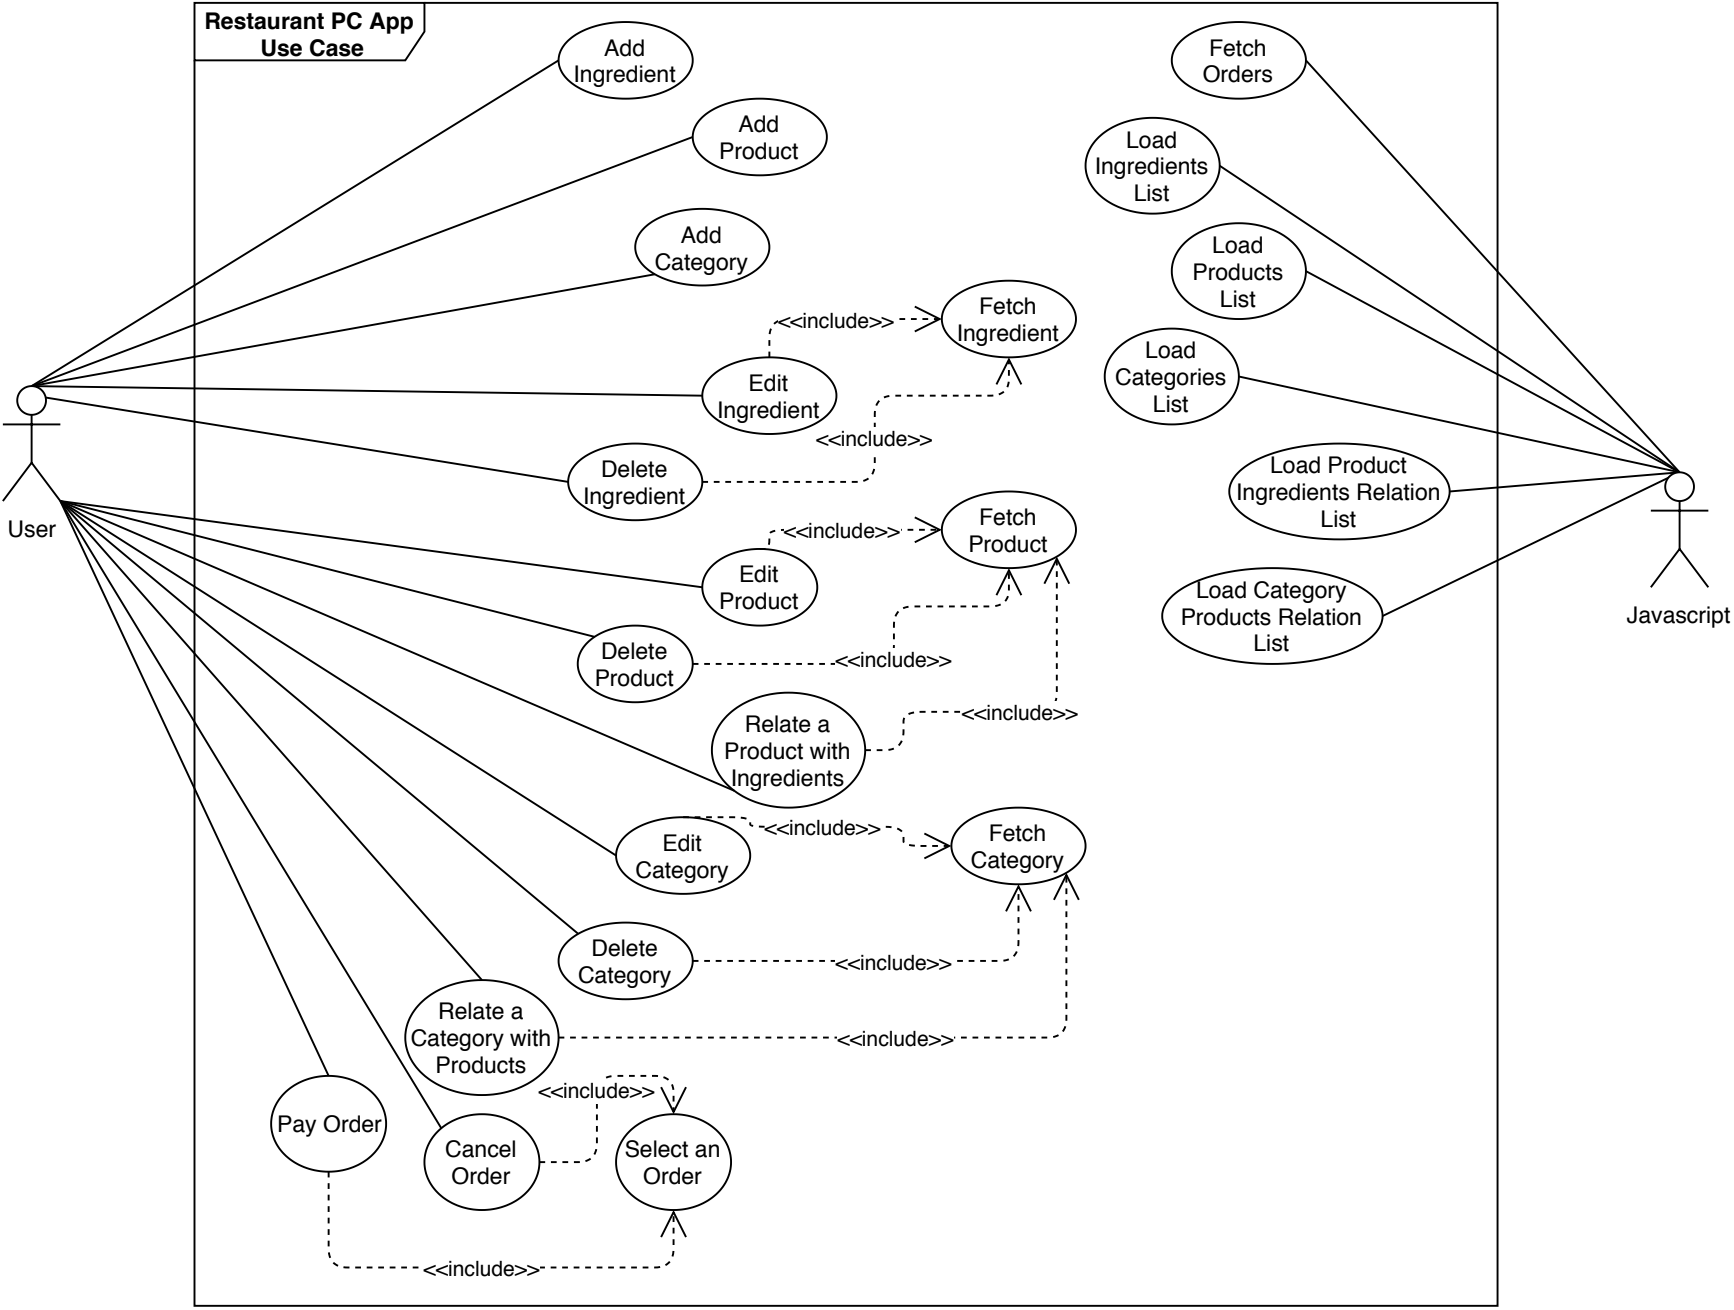 Restaurant PC App
Use Case
Add
Ingredient
Fetch
Orders
Add
Product
Load
Ingredients
List
Add
Category
Load
Products
List
Fetch
Ingredient
<<include>>
Load
Categories
List
Edit
Ingredient
<<include>>
Delete
Ingredient
Load Product
Ingredients Relation
List
User
Fetch
Product
<<include>>
Edit
Product
Load Category
Products Relation
List
Javascript
Delete
Product
<<include>>
Relate a
Product with
Ingredients
<<include>>
Edit
Category
<<include>>
Fetch
Category
Delete
Category
<<include>>
Relate a
Category with
Products
<<include>>
<<include>>
Pay Order
Cancel
Order
Select an
Order
<<include>>